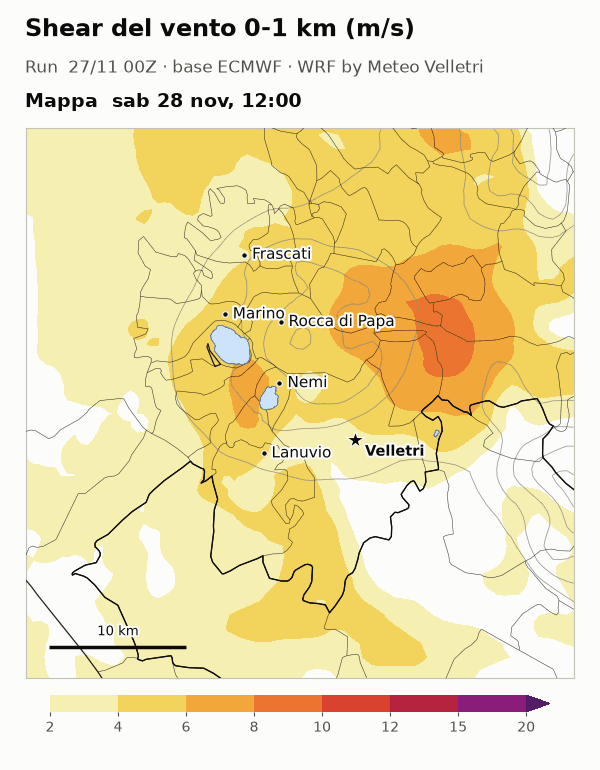 Shear del vento 0-1 km (m/s)
Run  27/11 00Z · base ECMWF · WRF by Meteo Velletri
Mappa  sab 28 nov, 12:00
Frascati
Marino
Rocca di Papa
Nemi
Velletri
Lanuvio
10 km
2 4 6 8 10 12 15 20